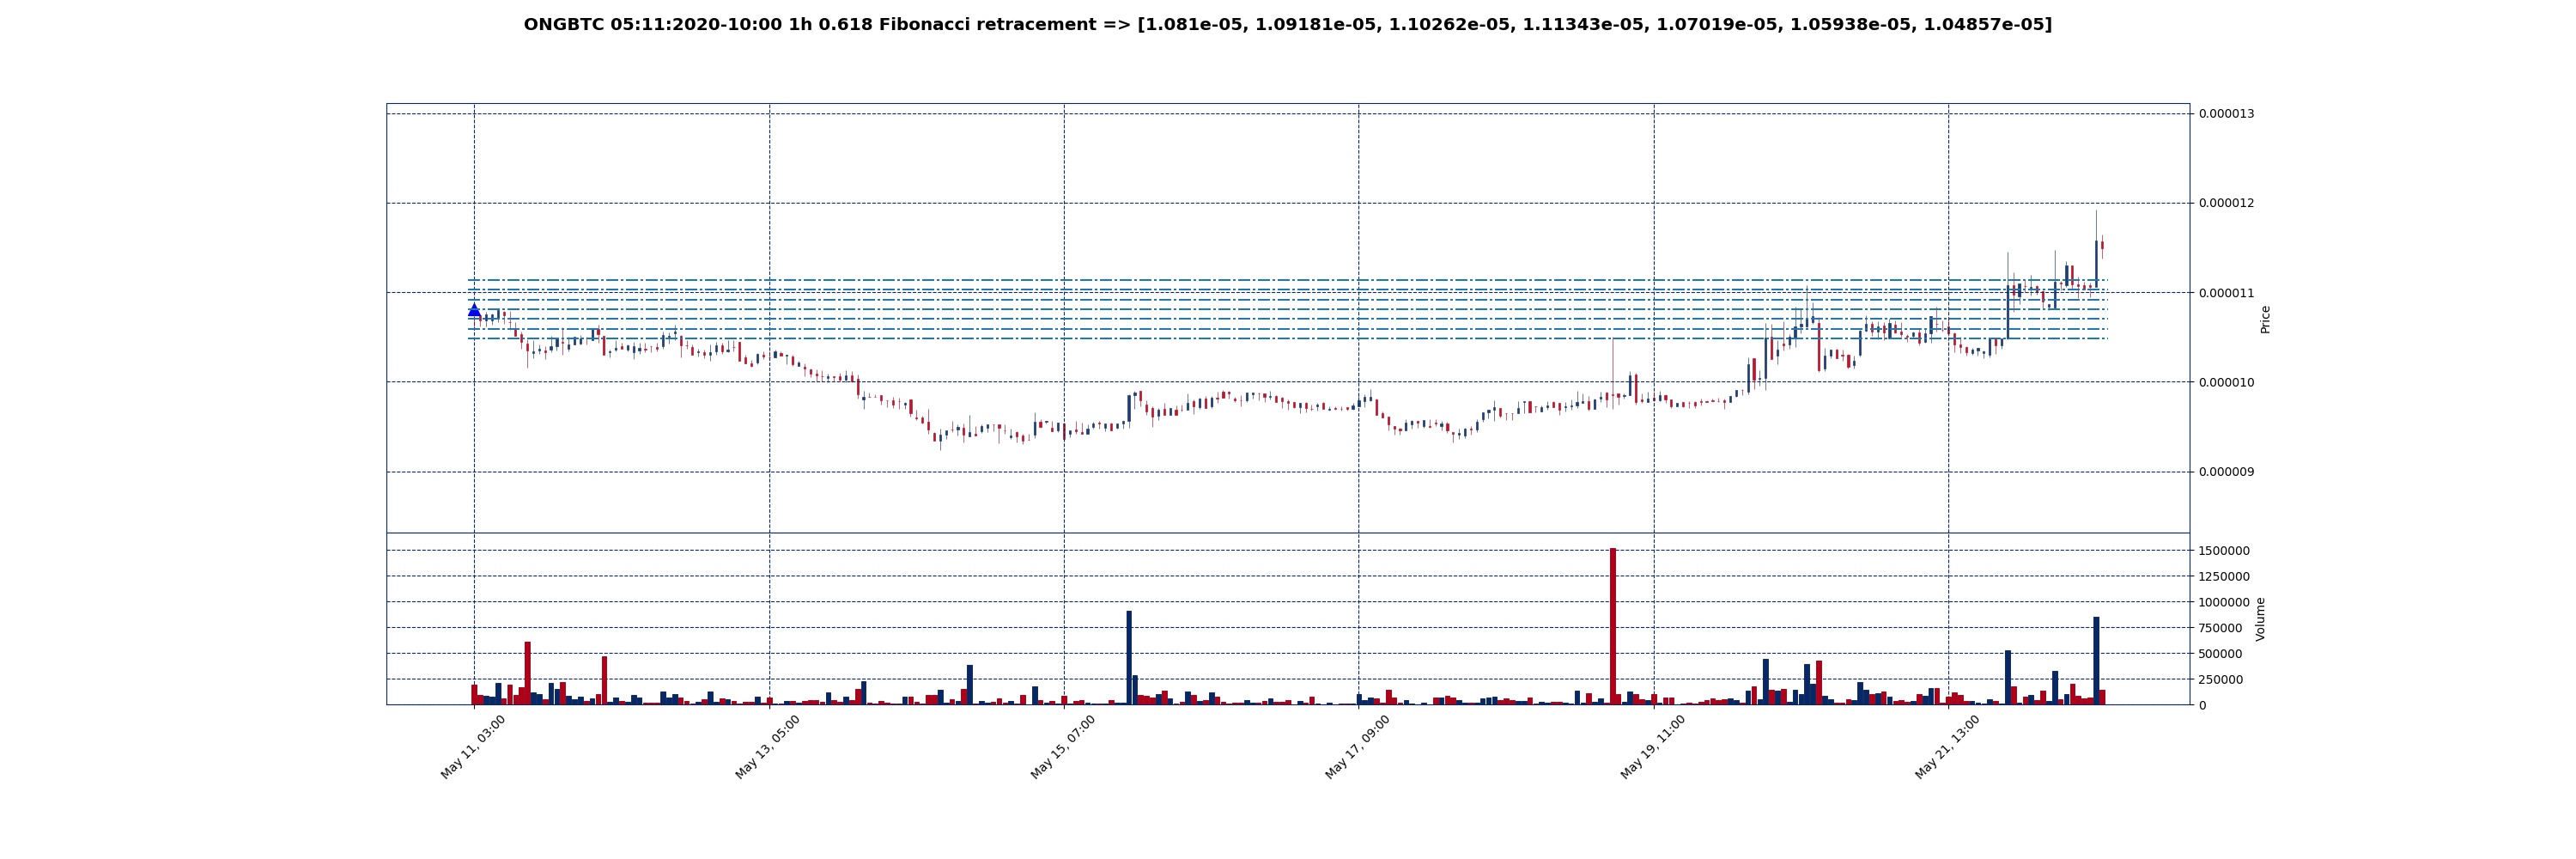 ONGBTC 05:11:2020-10:00 1h 0.618 Fibonacci retracement => [1.081e-05, 1.09181e-05, 1.10262e-05, 1.11343e-05, 1.07019e-05, 1.05938e-05, 1.04857e-05]
0.000013
0.000012
0.000011
0.000010
0.000009
Price
1500000
1250000
1000000
750000
500000
250000
0
Volume
May 11, 03:00
May 13, 05:00
May 15, 07:00
May 17, 09:00
May 19, 11:00
May 21, 13:00